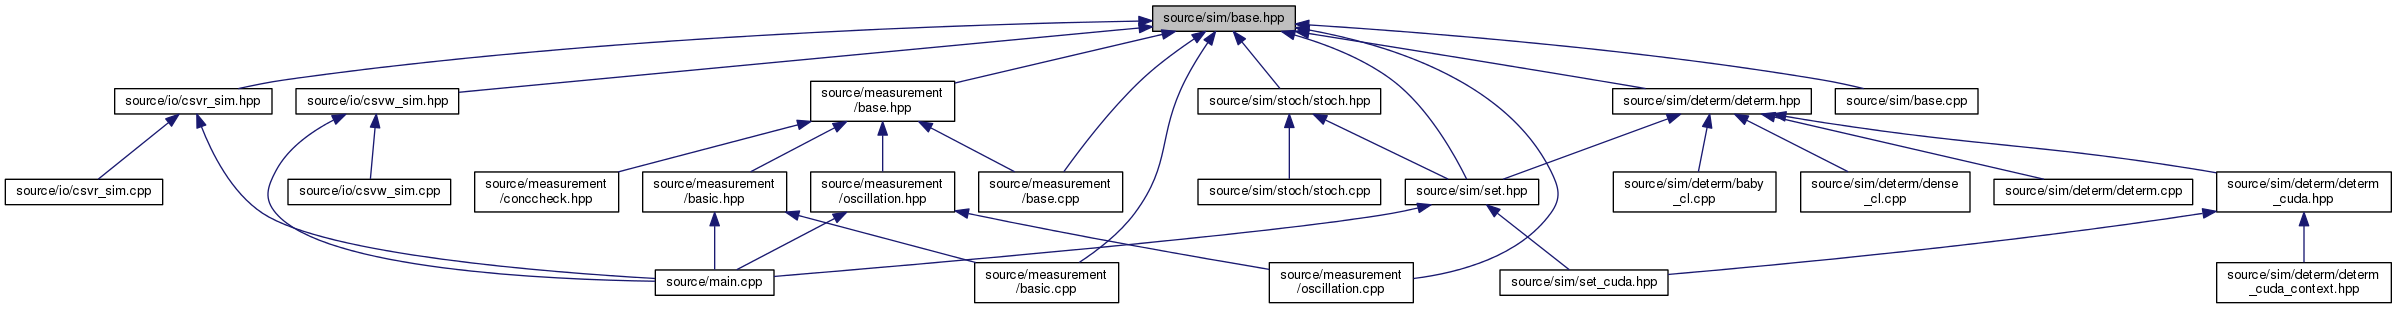 source/sim/base.hpp
source/io/csvr_sim.hpp
source/io/csvw_sim.hpp
source/measurement
/base.hpp
source/sim/stoch/stoch.hpp
source/sim/determ/determ.hpp
source/sim/base.cpp
source/io/csvr_sim.cpp
source/io/csvw_sim.cpp
source/measurement
/conccheck.hpp
source/measurement
/basic.hpp
source/measurement
/oscillation.hpp
source/measurement
/base.cpp
source/sim/stoch/stoch.cpp
source/sim/set.hpp
source/sim/determ/baby
_cl.cpp
source/sim/determ/dense
_cl.cpp
source/sim/determ/determ.cpp
source/sim/determ/determ
_cuda.hpp
source/main.cpp
source/measurement
/basic.cpp
source/measurement
/oscillation.cpp
source/sim/set_cuda.hpp
source/sim/determ/determ
_cuda_context.hpp